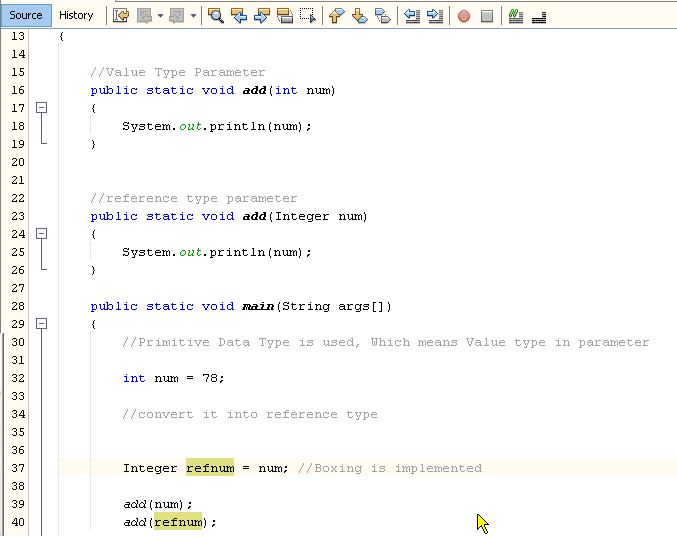 Source History
13 {
14
15 //Value Type Parameter
16 public static void add(int num)
17 {
18 System.out.println(num);
19 }
20
21
22 //reference type parameter
23 public static void add(Integer num)
24 {
25 System.out.println(num);
26 }
27
28 public static void main(String args[])
29 {
30 //Primitive Data Type is used, Which means Value type in parameter
31
32 int num = 78;
33
34 //convert it into reference type
35
36
37 Integer refnum = num; //Boxing is implemented
38
39 add(num);
40 add(refnum);